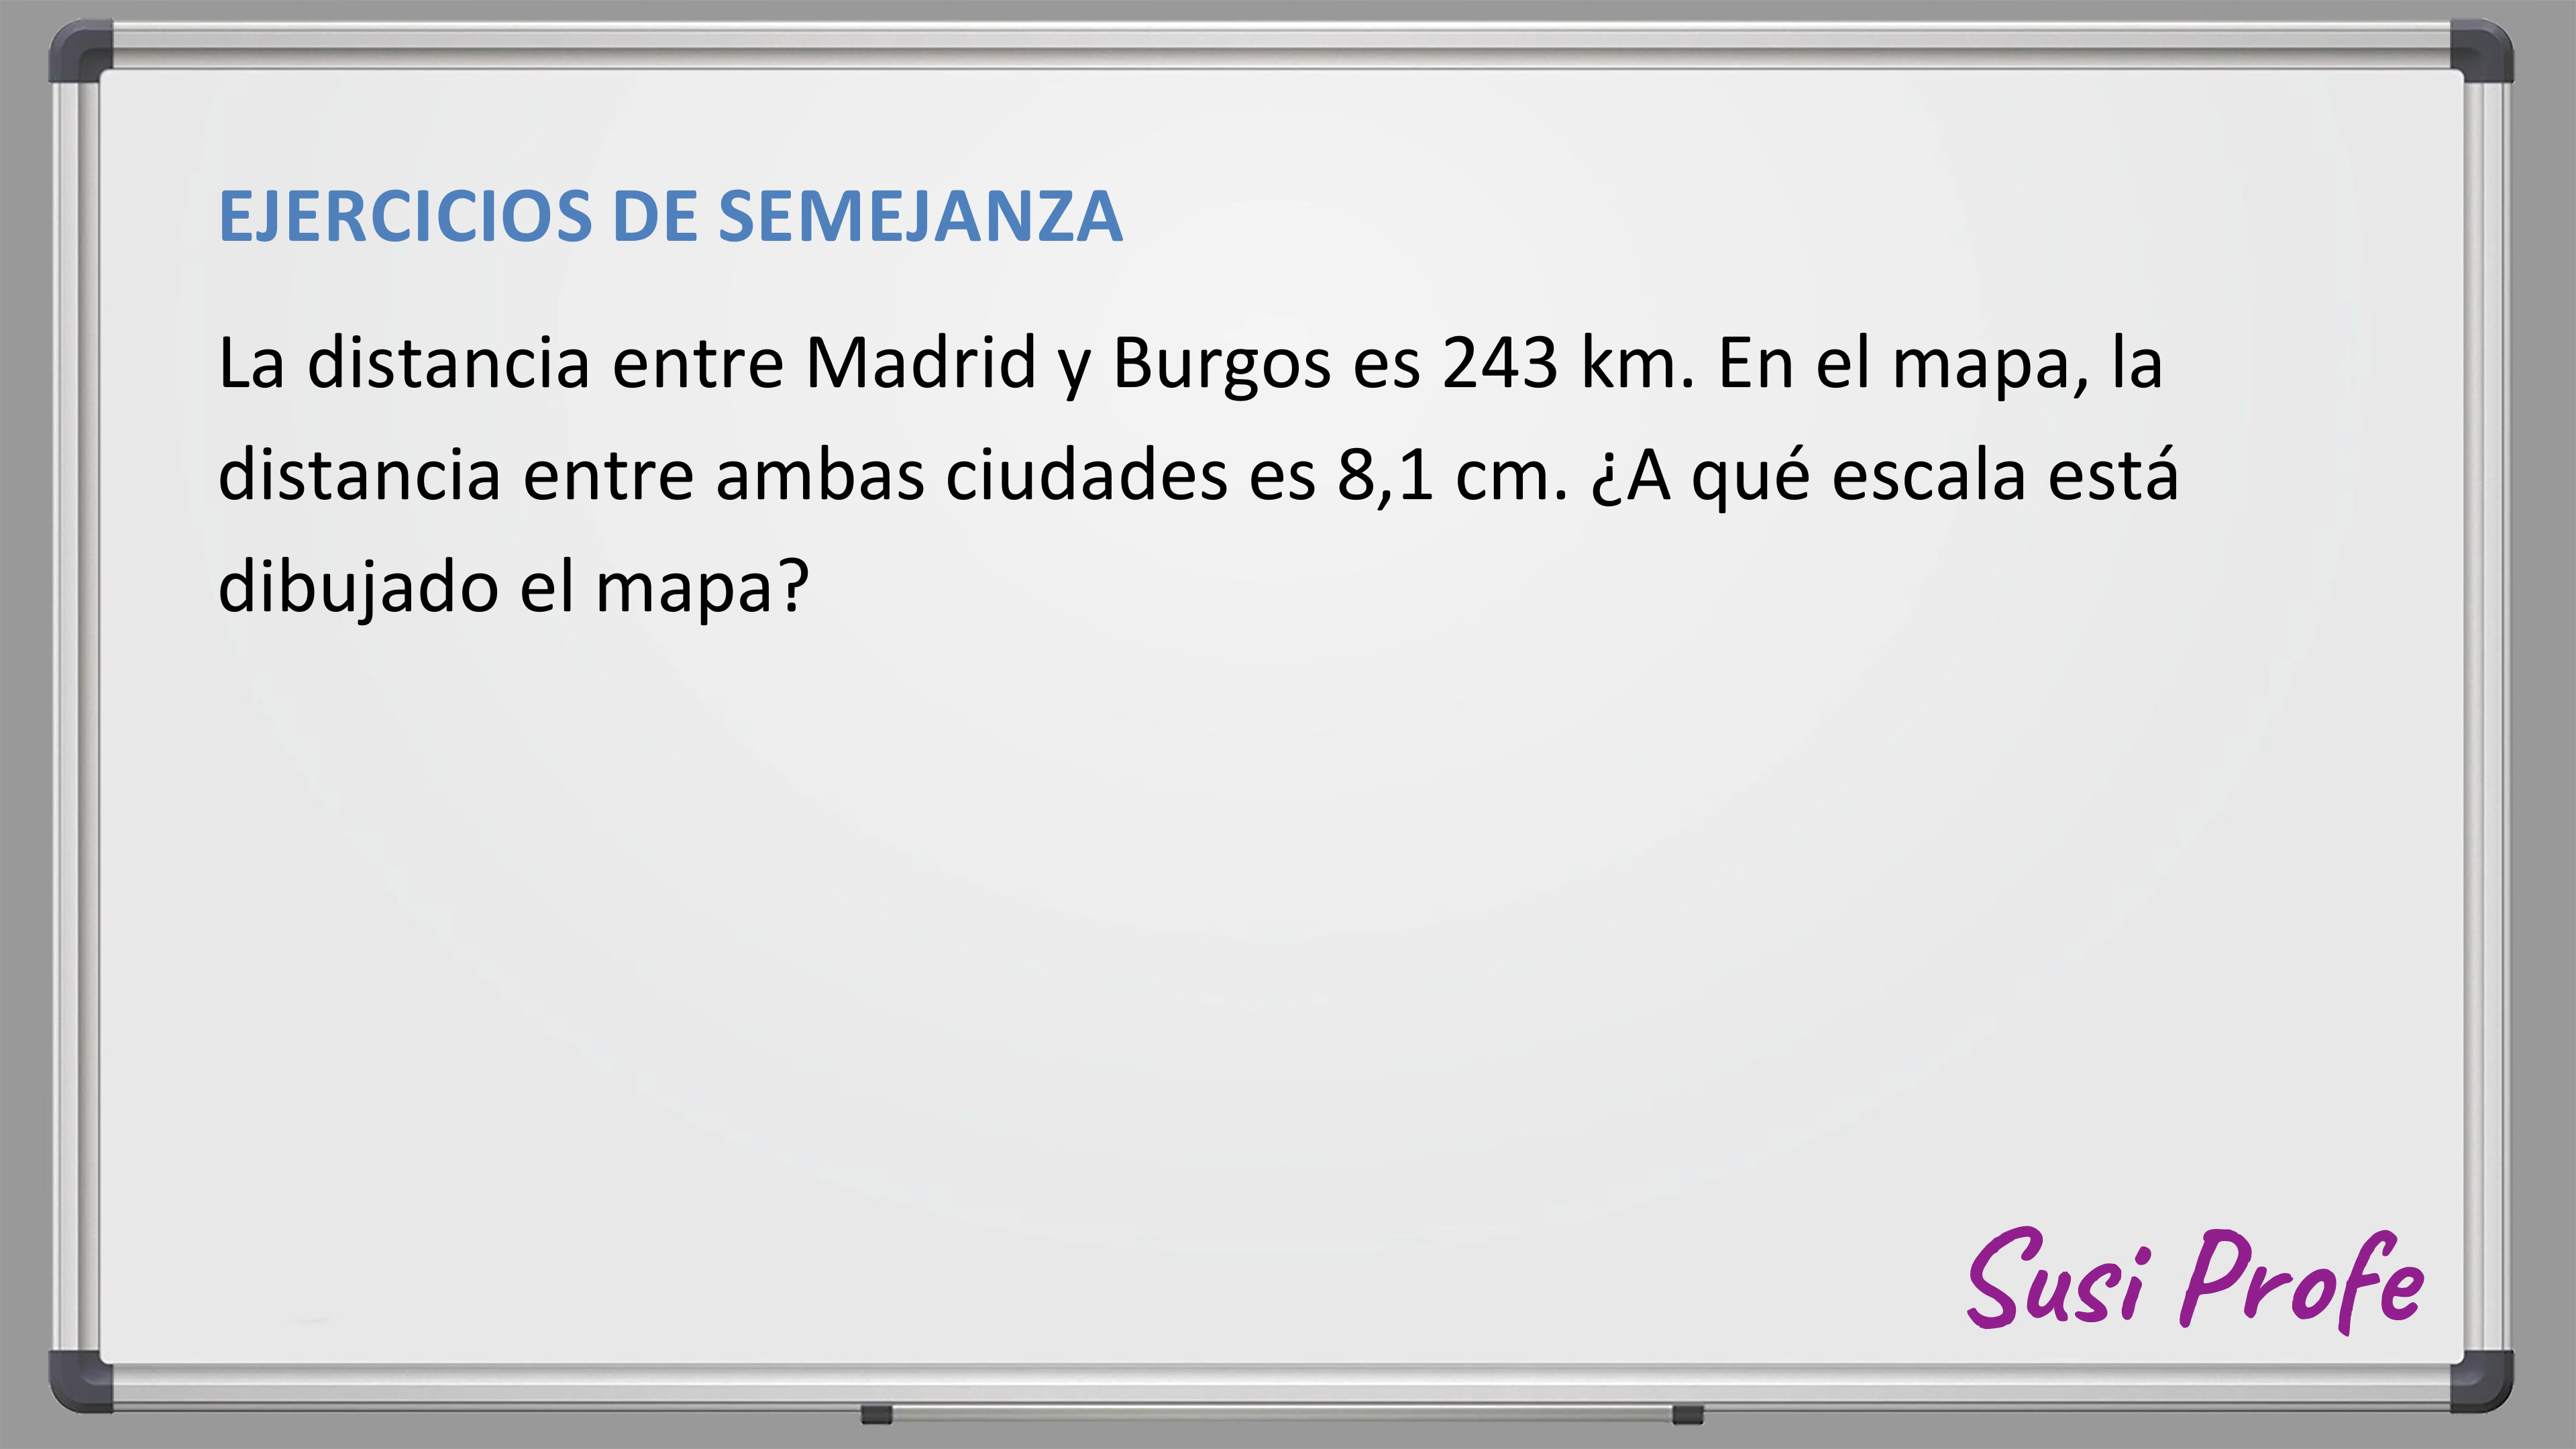 EJERCICIOS DE SEMEJANZA
La distancia entre Madrid y Burgos es 243 km. En el mapa, la
distancia entre ambas ciudades es 8,1 cm. ¿A qué escala está
dibujado el mapa?
Susi Profe